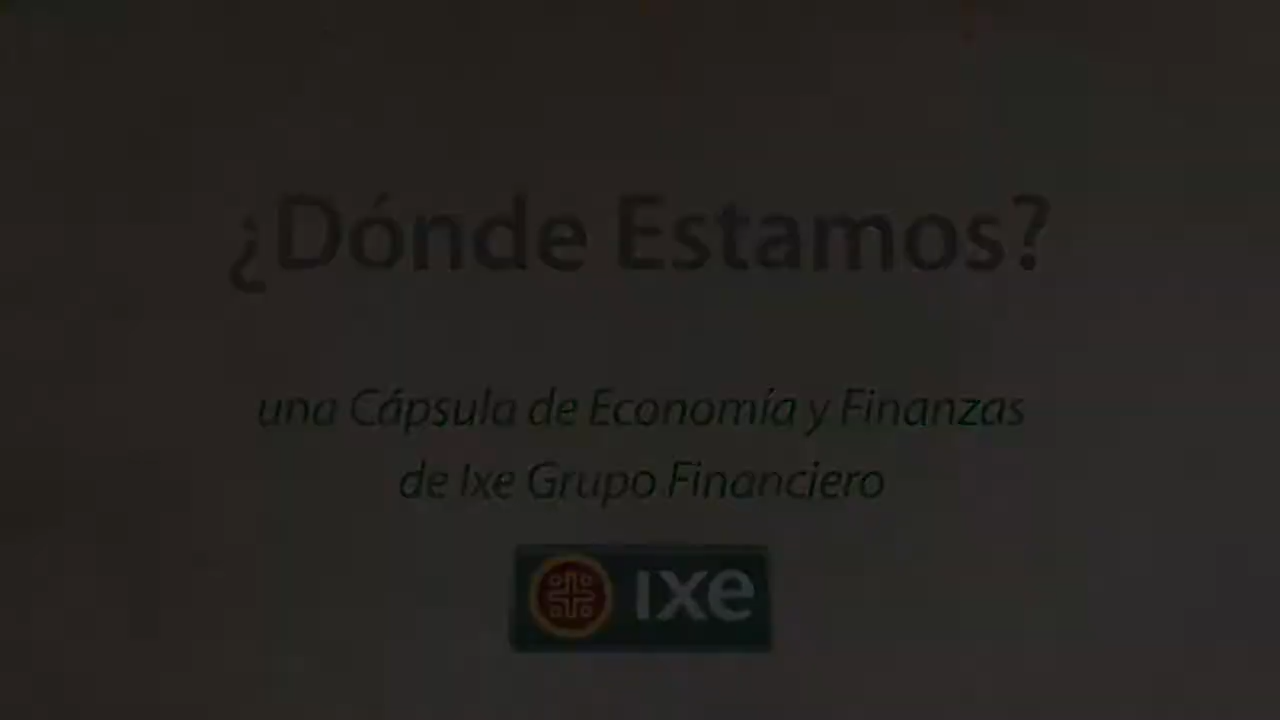 ¿Dónde Estamos?
una Cápsula de Economía y Finanzas
de Ixe Grupo Financiero
ixe